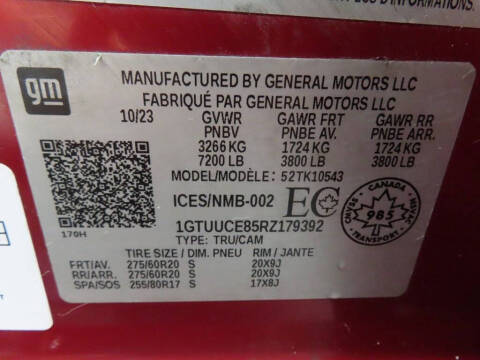 D'INFORMATIONS.
gm
MANUFACTURED BY GENERAL MOTORS LLC
FABRIQUÉ PAR GENERAL MOTORS LLC
10/23 GVWR GAWR FRT GAWR RR
PNBV PNBE AV. PNBE ARR.
3266 KG 1724 KG 1724 KG
7200 LB 3800 LB 3800 LB
MODEL/MODÈLE: 52TK10543
ICES/NMB-002 EC
CANADA
985
TRANSPORT
1GTUUCE85RZ179392
170H
TYPE: TRU/CAM
TIRE SIZE / DIM. PNEU RIM / JANTE
FRT/AV. 275/60R20 S 20X9J
RR/ARR. 275/60R20 S 20X9J
SPA/SOS 255/80R17 S 17X8J